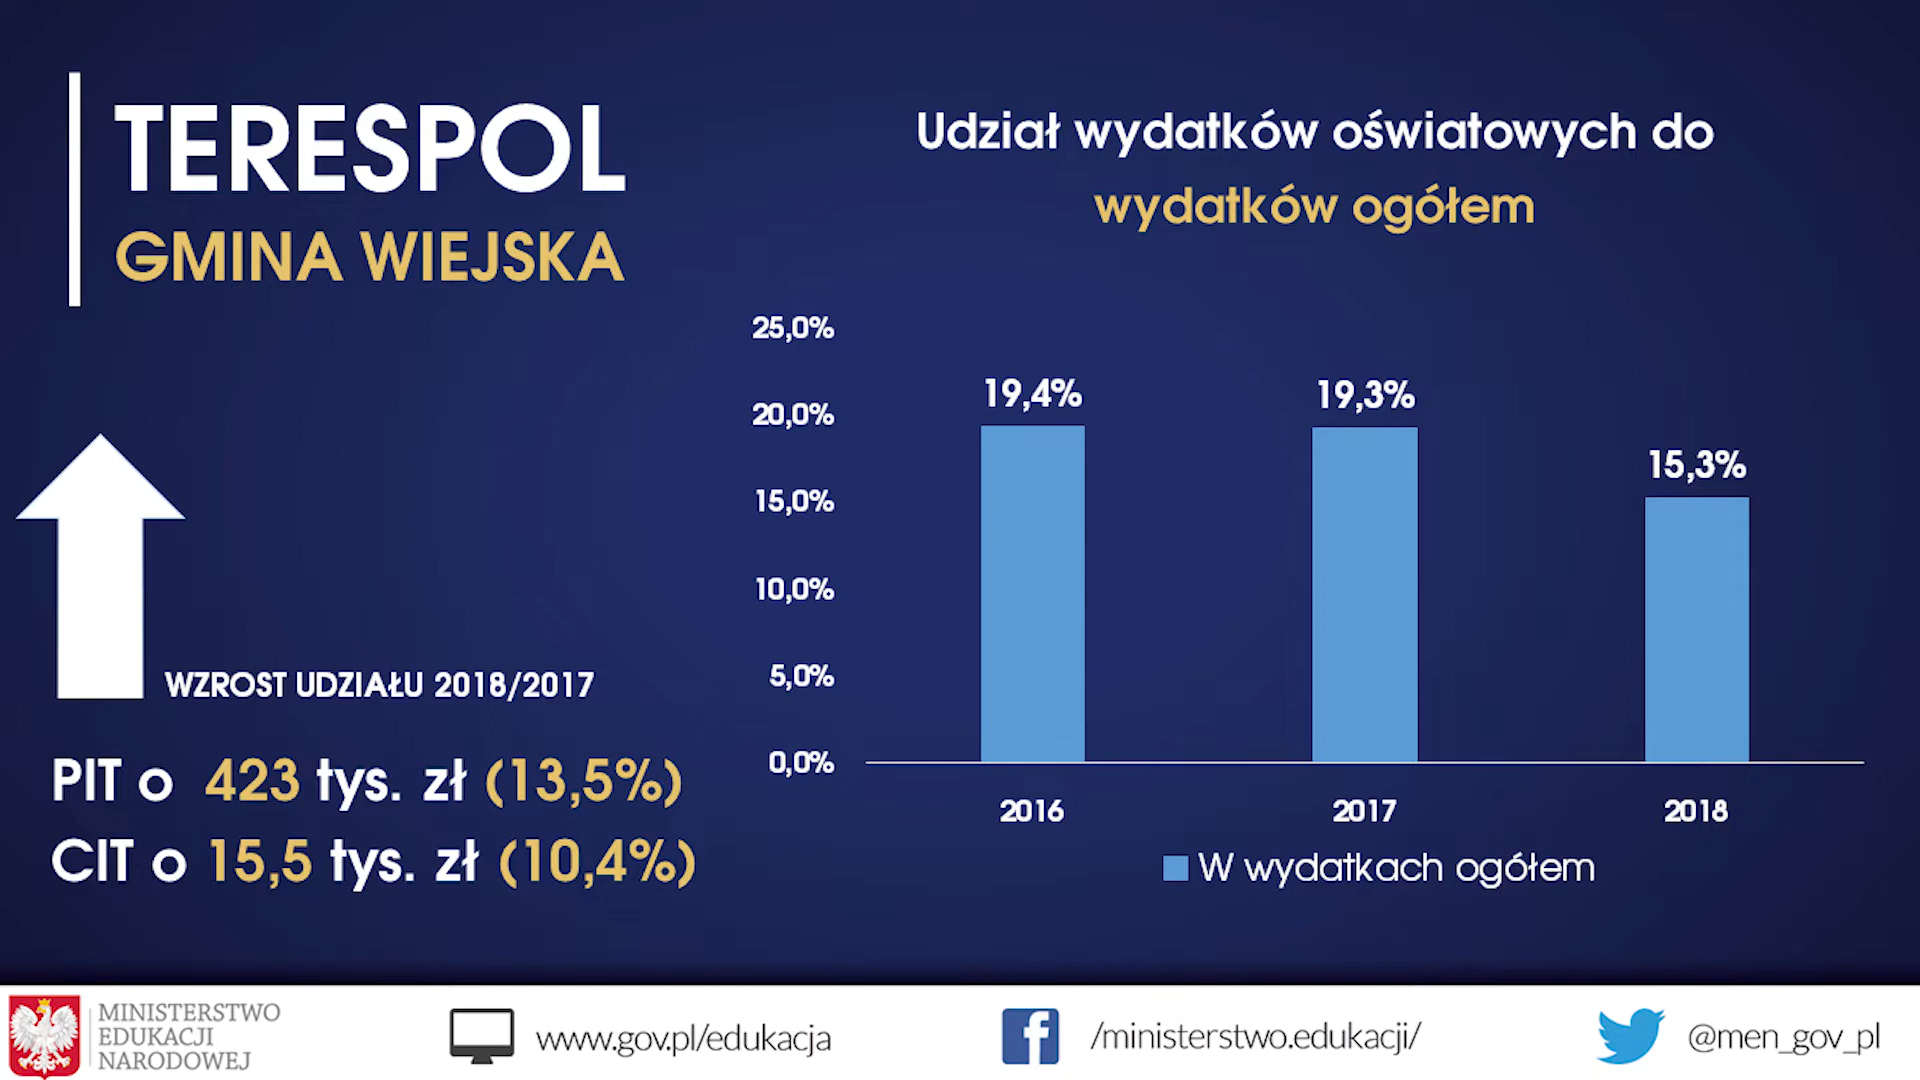 TERESPOL
GMINA WIEJSKA
WZROST UDZIAŁU 2018/2017
PIT o 423 tys. zł (13,5%)
CIT o 15,5 tys. zł (10,4%)
Udział wydatków oświatowych do
wydatków ogółem
25,0%
20,0%
15,0%
10,0%
5,0%
0,0%
19,4%
19,3%
15,3%
2016
2017
2018
W wydatkach ogółem
MINISTERSTWO
EDUKACJI
NARODOWEJ
www.gov.pl/edukacja
/ministerstwo.edukacji/
@men_gov_pl